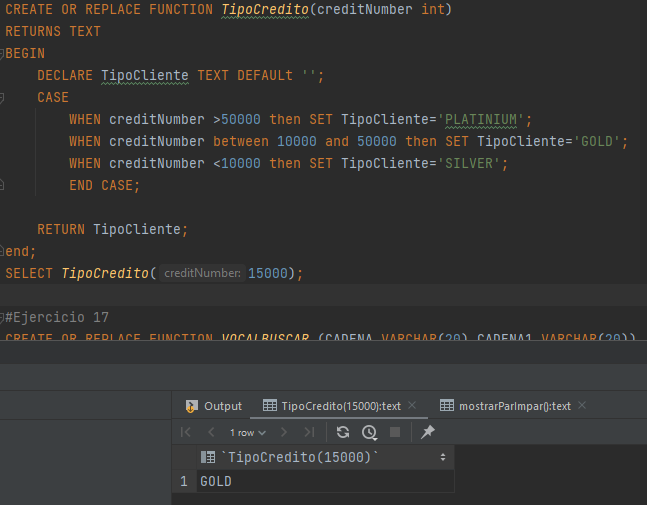 CREATE OR REPLACE FUNCTION TipoCredito(creditNumber int)
RETURNS TEXT
BEGIN
    DECLARE TipoCliente TEXT DEFAUlt '';
    CASE
        WHEN creditNumber >50000 then SET TipoCliente='PLATINIUM';
        WHEN creditNumber between 10000 and 50000 then SET TipoCliente='GOLD';
        WHEN creditNumber <10000 then SET TipoCliente='SILVER';
        END CASE;
    RETURN TipoCliente;
end;
SELECT TipoCredito( creditNumber: 15000);
#Ejercicio 17
CREATE OR REPLACE FUNCTION VOCALBUSCAR (CADENA VARCHAR(20),CADENA1 VARCHAR(20))
Output TipoCredito(15000):text mostrarParImpar():text
1 row
`TipoCredito(15000)`
1 GOLD